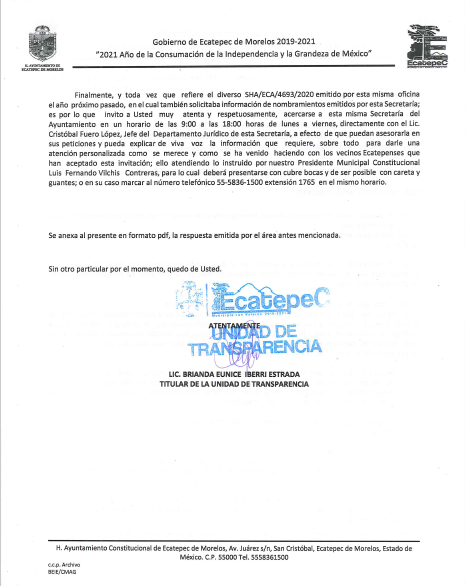 Gobierno de Ecatepec de Morelos 2019-2021
"2021 Año de la Consumación de la Independencia y la Grandeza de México"
H. AYUNTAMIENTO DE
ECATEPEC DE MORELOS
Ecatepec
Finalmente, y toda vez que refiere el diverso SHA/ECA/4693/2020 emitido por esta misma oficina
el año próximo pasado, en el cual también solicitaba información de nombramientos emitidos por esta Secretaría;
es por lo que invito a Usted muy atenta y respetuosamente, acercarse a esta misma Secretaría del
Ayuntamiento en un horario de las 9:00 a las 18:00 horas de lunes a viernes, directamente con el Lic.
Cristóbal Fuero López, Jefe del Departamento Jurídico de esta Secretaría, a efecto de que puedan asesorarla en
sus peticiones y pueda explicar de viva voz la información que requiere, sobre todo para darle una
atención personalizada como se merece y como se ha venido haciendo con los vecinos Ecatepenses que
han aceptado esta invitación; ello atendiendo lo instruido por nuestro Presidente Municipal Constitucional
Luis Fernando Vilchis Contreras, para lo cual deberá presentarse con cubre bocas y de ser posible con careta y
guantes; o en su caso marcar al número telefónico 55-5836-1500 extensión 1765 en el mismo horario.
Se anexa al presente en formato pdf, la respuesta emitida por el área antes mencionada.
Sin otro particular por el momento, quedo de Usted.
Ecatepec
ATENTAMENTE
UNIDAD DE
TRANSPARENCIA
LIC. BRIANDA EUNICE IBERRI ESTRADA
TITULAR DE LA UNIDAD DE TRANSPARENCIA
H. Ayuntamiento Constitucional de Ecatepec de Morelos, Av. Juárez s/n, San Cristóbal, Ecatepec de Morelos, Estado de
México. C.P. 55000 Tel. 5558361500
c.c.p. Archivo
BEIE/CMAG